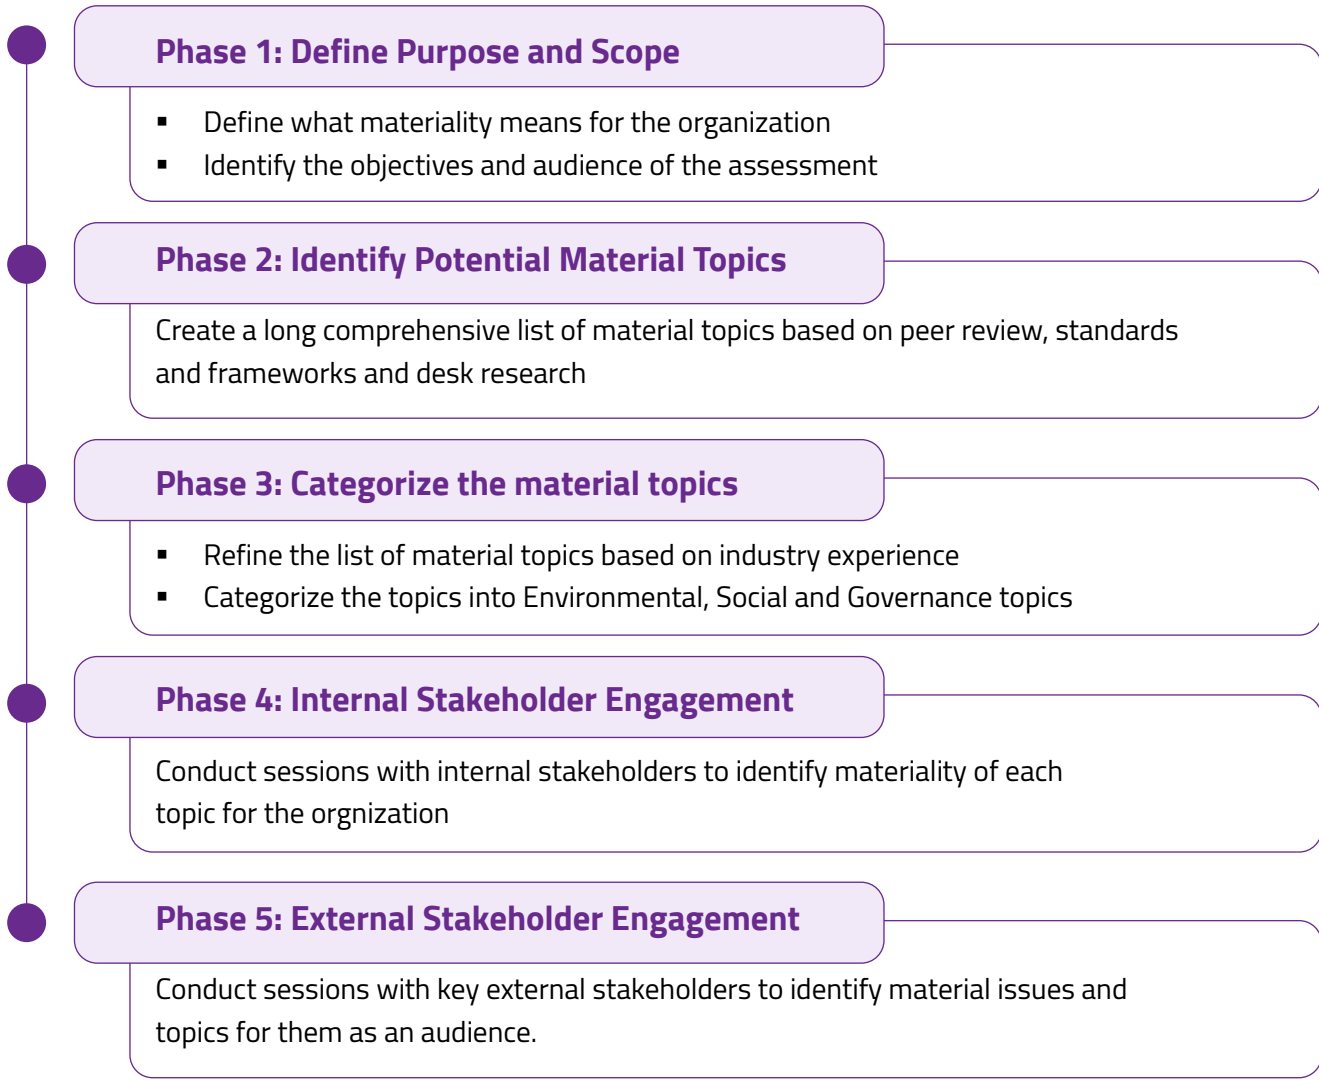 Phase 1: Define Purpose and Scope
▪ Define what materiality means for the organization
▪ Identify the objectives and audience of the assessment
Phase 2: Identify Potential Material Topics
Create a long comprehensive list of material topics based on peer review, standards
and frameworks and desk research
Phase 3: Categorize the material topics
▪ Refine the list of material topics based on industry experience
▪ Categorize the topics into Environmental, Social and Governance topics
Phase 4: Internal Stakeholder Engagement
Conduct sessions with internal stakeholders to identify materiality of each
topic for the orgnization
Phase 5: External Stakeholder Engagement
Conduct sessions with key external stakeholders to identify material issues and
topics for them as an audience.